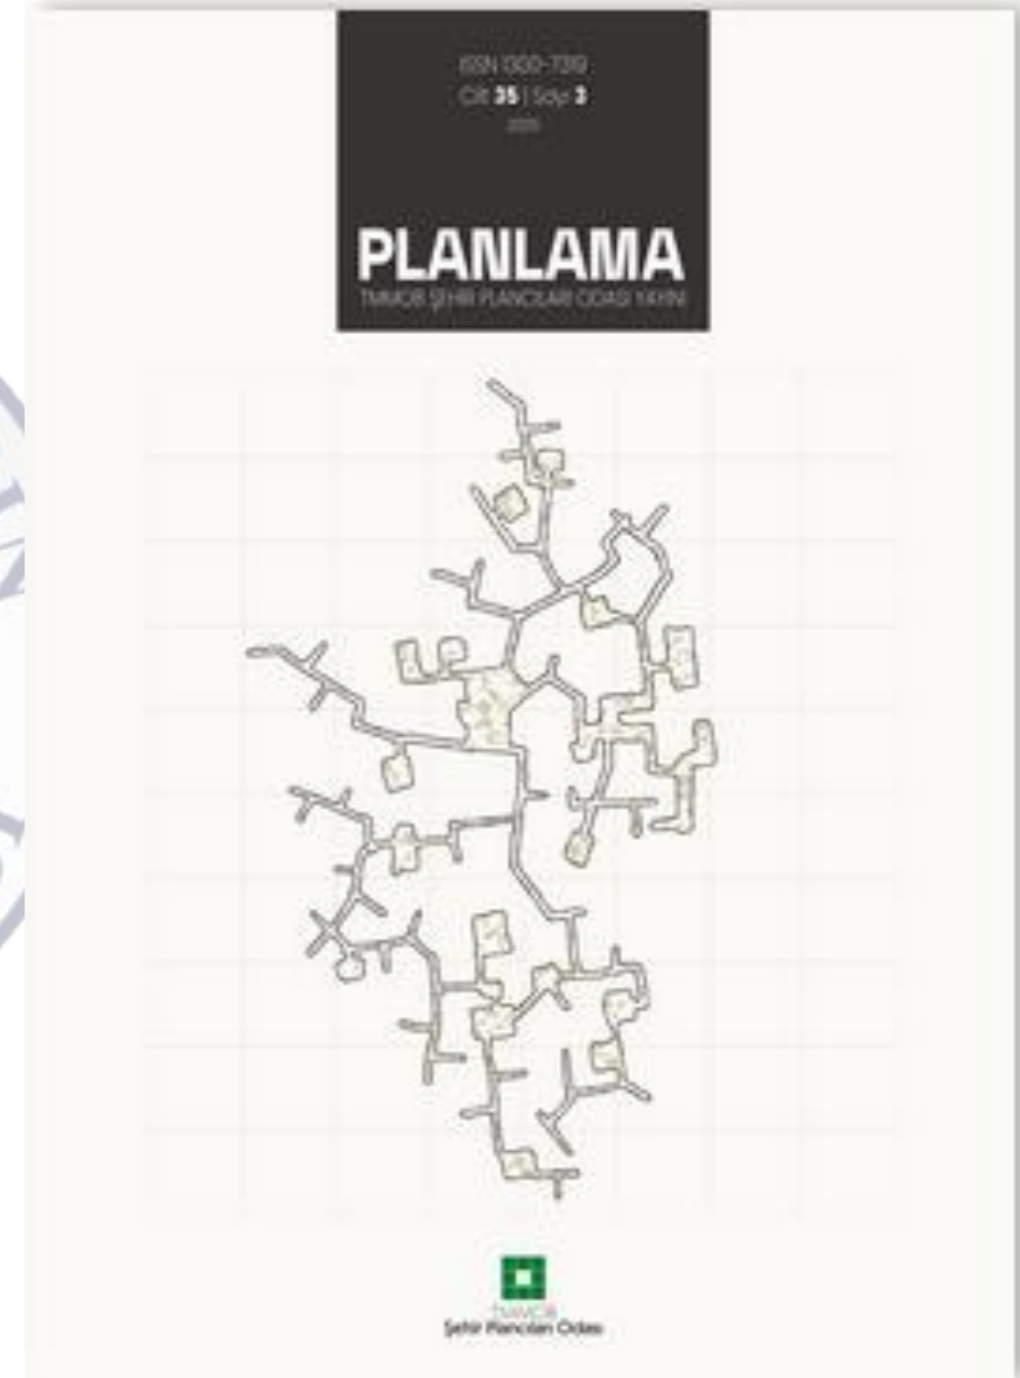 ISSN 1300-7319
Cilt 35 | Sayı 3
PLANLAMA
TMMOB ŞEHİR PLANCILARI ODASI YAYINI
TMMOB
Şehir Plancıları Odası